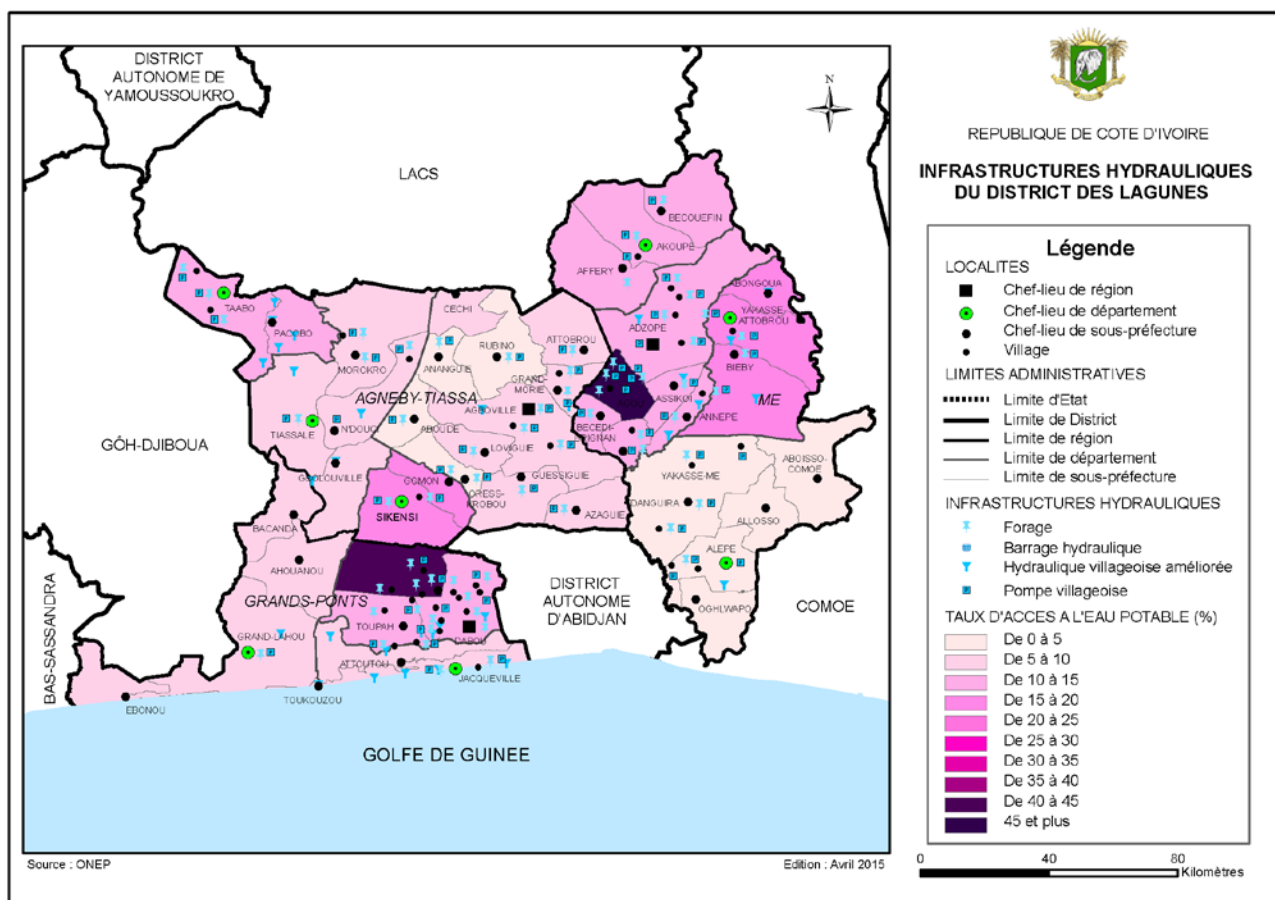 DISTRICT
AUTONOME DE
YAMOUSSOUKRO
N
LACS
BECOUEFIN
AKOUPE
AFFERY
ABONGOUA
TAABO
PACOBO
CECHI
RUBINO
ATTOBROU
ADZOPE
YAKASSE-
ATTOBROU
BIEBY
MOROKRO
ANANGUIE
GRAND-
MORIE
AGOU
ASSIKOI
ANNEPE
ME
AGNEBY-TIASSA
AGBOVILLE
TIASSALE
N'DOUCI
ABOUDE
BECEDI-
BRIGNAN
GÔH-DJIBOUA
LOVIGUIE
YAKASSE-ME
ABOISSO-
COMOE
GBOLOUVILLE
GOMON
GUESSIGUIE
ORESS-
KROBOU
DANGUIRA
SIKENSI
AZAGUIE
ALLOSSO
BACANDA
ALEPE
AHOUANOU
DISTRICT
AUTONOME
D'ABIDJAN
COMOE
OGHLWAPO
GRANDS-PONTS
TOUPAH
DABOU
BAS-SASSANDRA
GRAND-LAHOU
ATTOUTOU
JACQUEVILLE
TOUKOUZOU
EBONOU
GOLFE DE GUINEE
Source : ONEP
Edition : Avril 2015
REPUBLIQUE DE COTE D'IVOIRE
INFRASTRUCTURES HYDRAULIQUES
DU DISTRICT DES LAGUNES
Légende
LOCALITES
Chef-lieu de région
Chef-lieu de département
Chef-lieu de sous-préfecture
Village
LIMITES ADMINISTRATIVES
Limite d'Etat
Limite de District
Limite de région
Limite de département
Limite de sous-préfecture
INFRASTRUCTURES HYDRAULIQUES
Forage
Barrage hydraulique
Hydraulique villageoise améliorée
Pompe villageoise
TAUX D'ACCES A L'EAU POTABLE (%)
De 0 à 5
De 5 à 10
De 10 à 15
De 15 à 20
De 20 à 25
De 25 à 30
De 30 à 35
De 35 à 40
De 40 à 45
45 et plus
0 40 80
Kilomètres